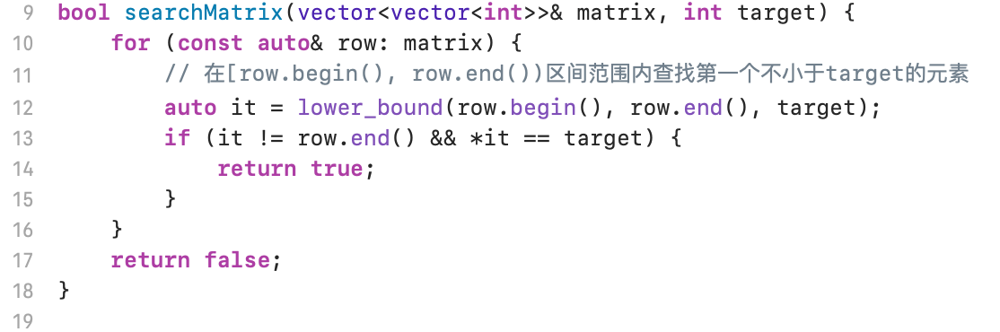 9 bool searchMatrix(vector<vector<int>>& matrix, int target) {
10     for (const auto& row: matrix) {
11         // 在[row.begin(), row.end())区间范围内查找第一个不小于target的元素
12         auto it = lower_bound(row.begin(), row.end(), target);
13         if (it != row.end() && *it == target) {
14             return true;
15         }
16     }
17     return false;
18 }
19